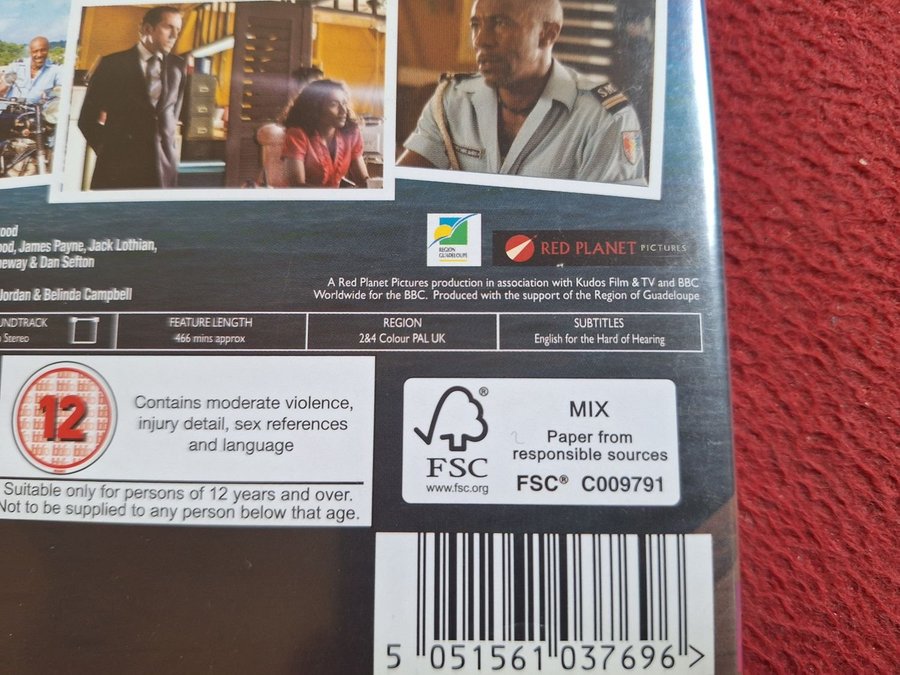 ood
ood, James Payne, Jack Lothian,
eway & Dan Sefton
Jordan & Belinda Campbell
REGION
GUADELOUPE
RED PLANET PICTURES
A Red Planet Pictures production in association with Kudos Film & TV and BBC
Worldwide for the BBC. Produced with the support of the Region of Guadeloupe
UNDTRACK
Stereo
FEATURE LENGTH
466 mins approx
REGION
2&4 Colour PAL UK
SUBTITLES
English for the Hard of Hearing
12
Contains moderate violence,
injury detail, sex references
and language
Suitable only for persons of 12 years and over.
Not to be supplied to any person below that age.
FSC
www.fsc.org
®
MIX
Paper from
responsible sources
FSC® C009791
5 051561 037696 >